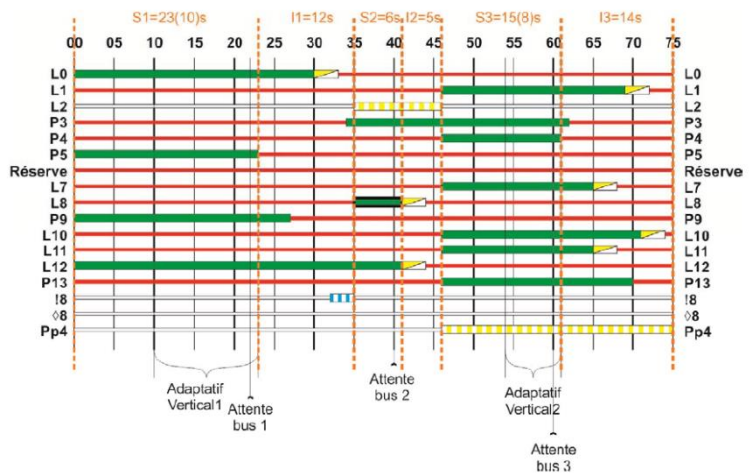 S1=23(10)s I1=12s S2=6s I2=5s S3=15(8)s I3=14s
00 05 10 15 20 25 30 35 40 45 50 55 60 65 70 75
L0 L0
L1 L1
L2 L2
P3 P3
P4 P4
P5 P5
Réserve Réserve
L7 L7
L8 L8
P9 P9
L10 L10
L11 L11
L12 L12
P13 P13
!8 !8
◊8 ◊8
Pp4 Pp4
Adaptatif
Vertical1
Attente
bus 1
Attente
bus 2
Adaptatif
Vertical2
Attente
bus 3